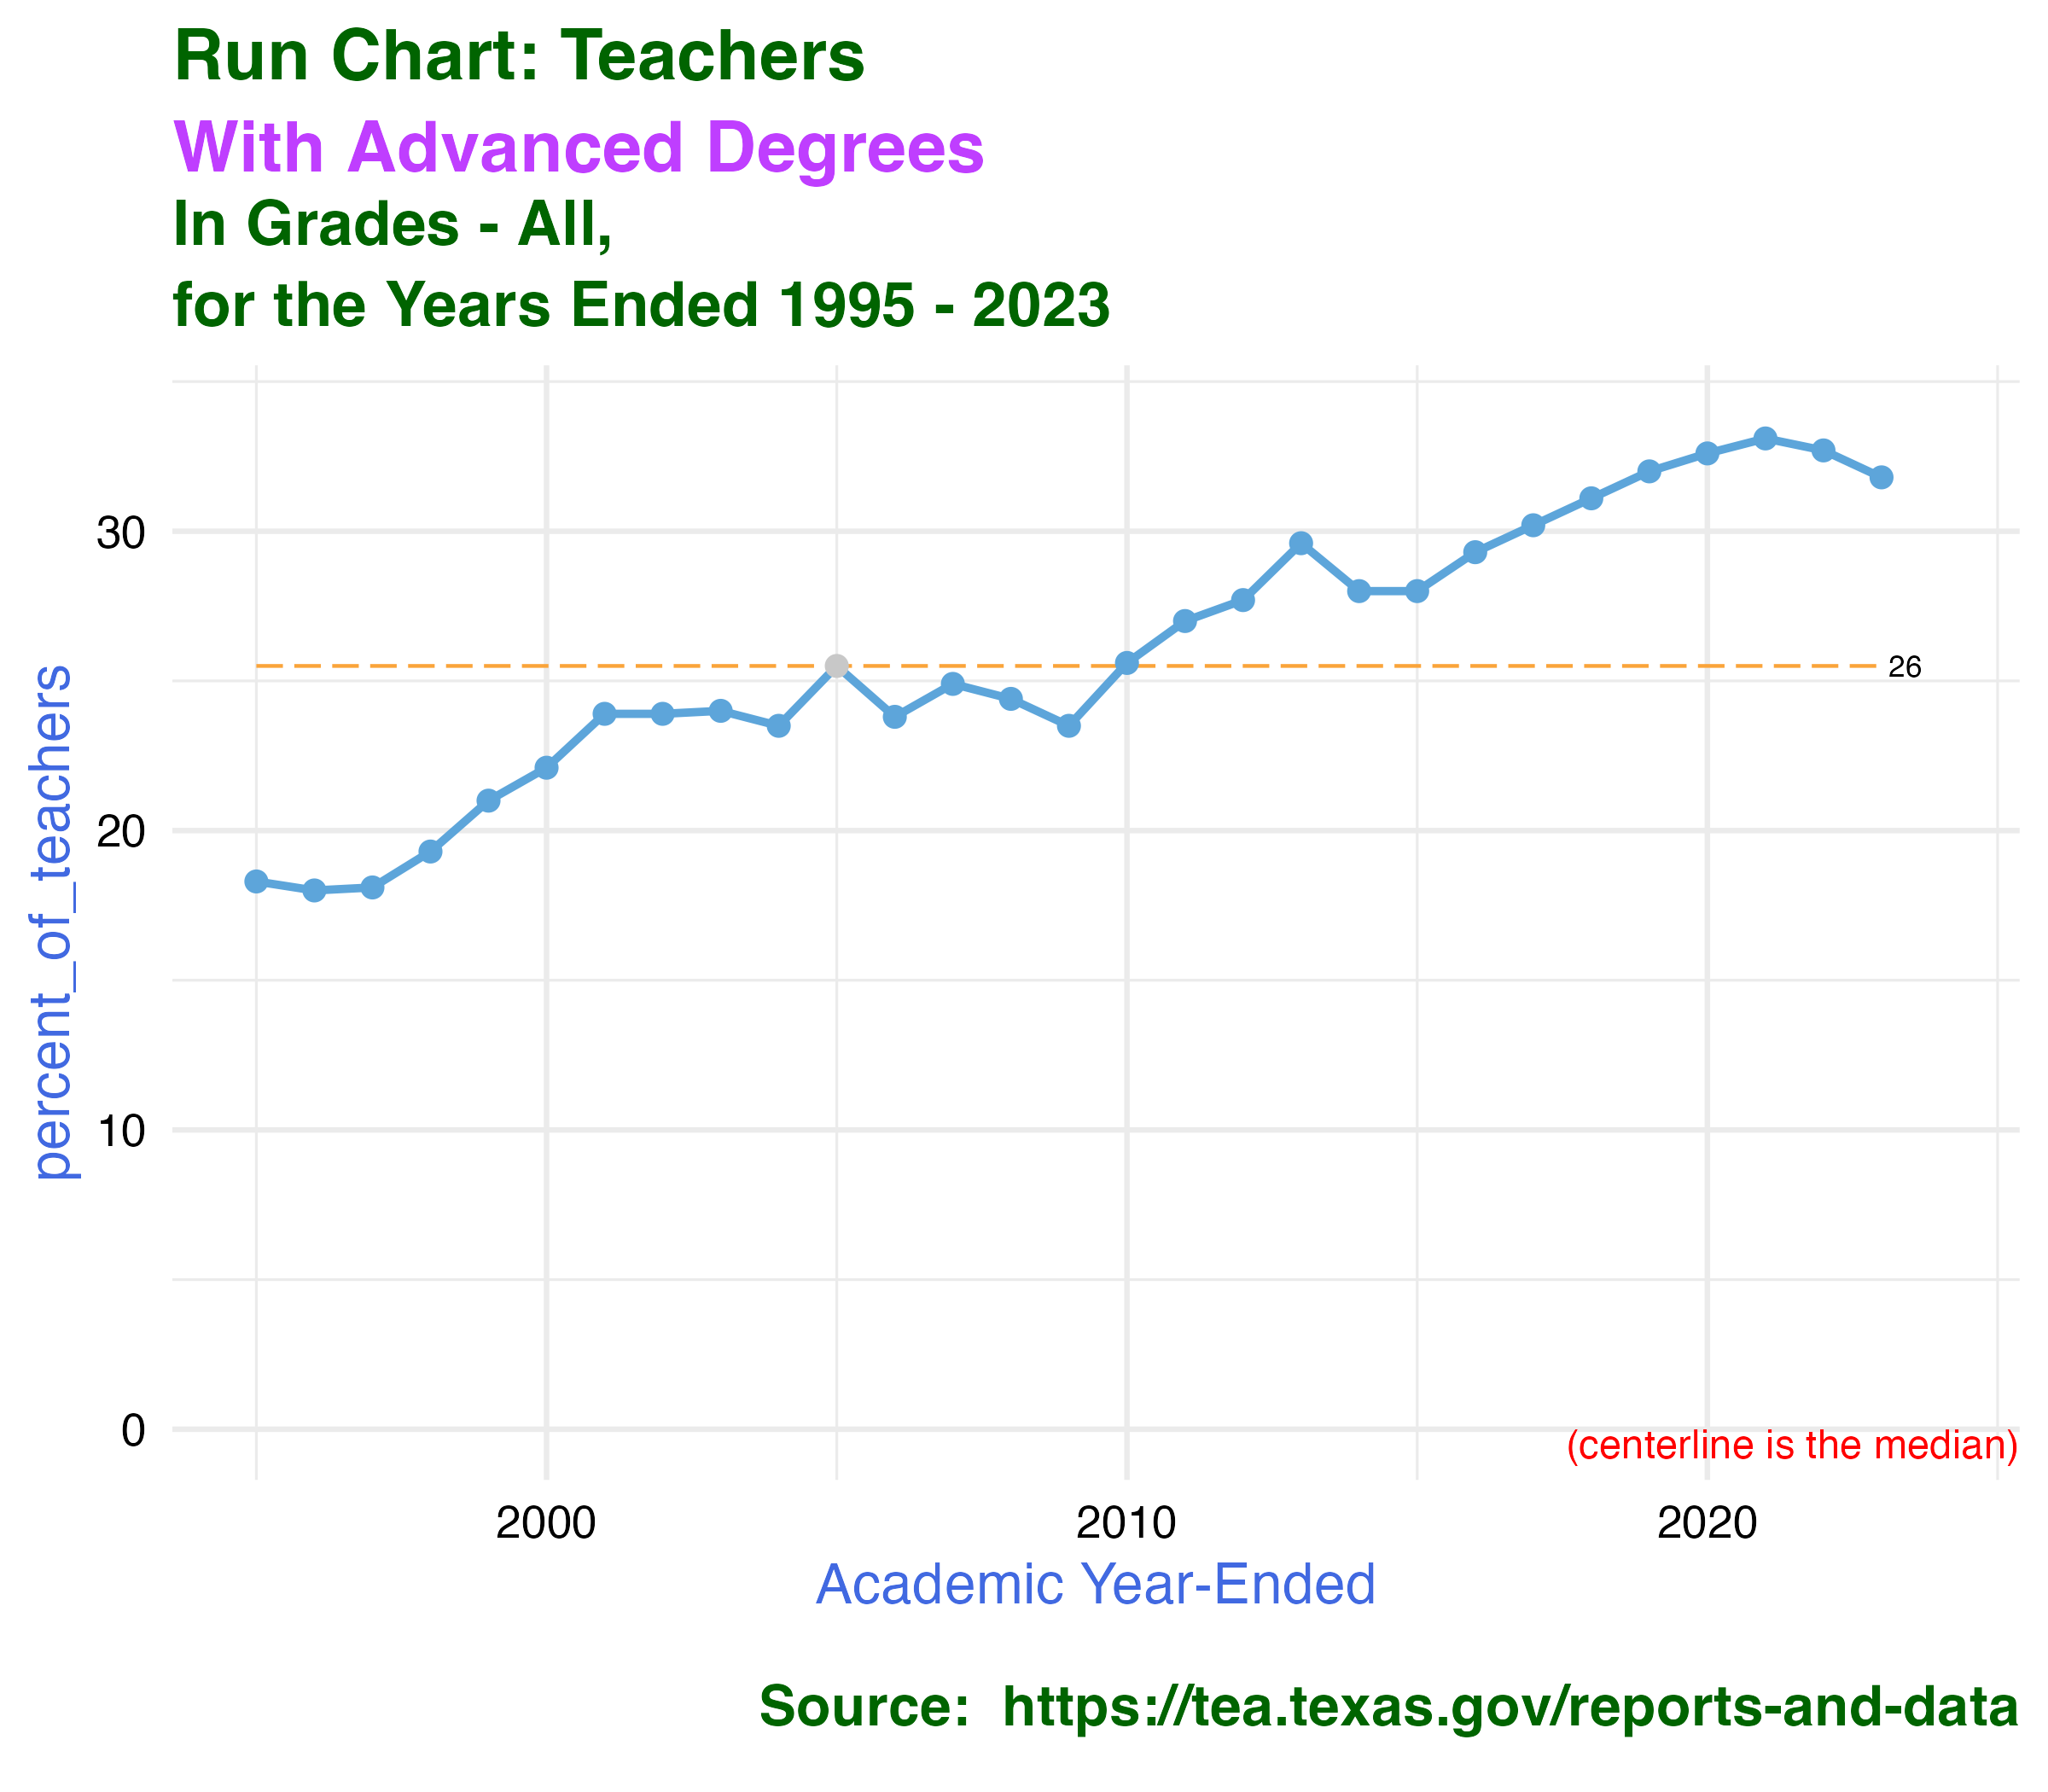 Run Chart: Teachers
With Advanced Degrees
In Grades - All,
for the Years Ended 1995 - 2023
percent_of_teachers
30
20
10
0
26
(centerline is the median)
2000 2010 2020
Academic Year-Ended
Source:  https://tea.texas.gov/reports-and-data